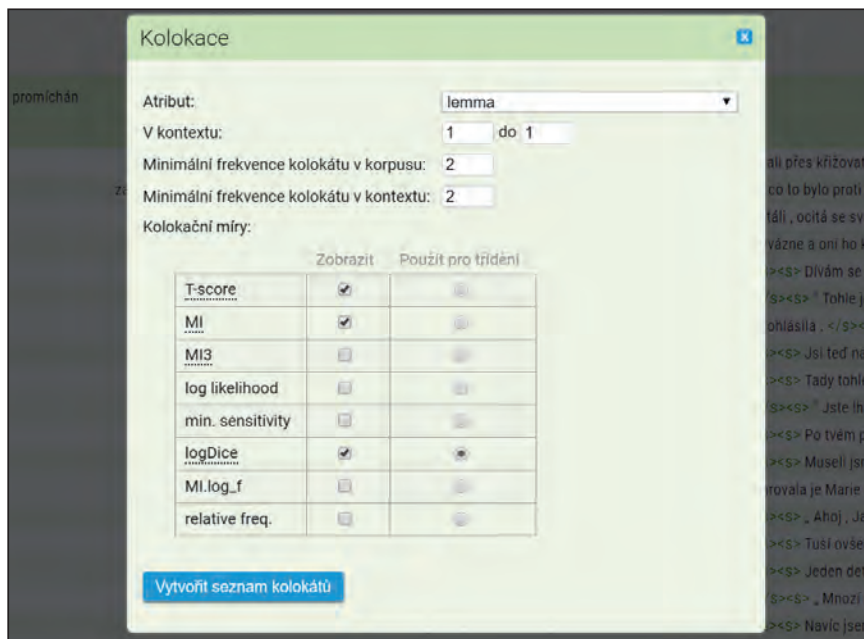 Kolokace
x
promíchán
Atribut: lemma
V kontextu: 1 do 1
Minimální frekvence kolokátu v korpusu: 2
Minimální frekvence kolokátu v kontextu: 2
Kolokační míry:
Zobrazit Použít pro třídění
T-score
MI
MI3
log likelihood
min. sensitivity
logDice
MI.log_f
relative freq.
Vytvořit seznam kolokátů
ali přes křižovat
co to bylo proti
táli , ocitá se sv
vázne a oni ho
><s> Dívám se
/s><s> " Tohle j
ohlásila . </s><
><s> Jsi teď na
><s> Tady tohle
/s><s> " Jste
><s> Po tvém p
><s> Museli js
rovala je Marie
><s> „ Ahoj , Ja
><s> Tuší ovše
><s> Jeden det
/s><s> „ Mnozí
><s> Navíc jse